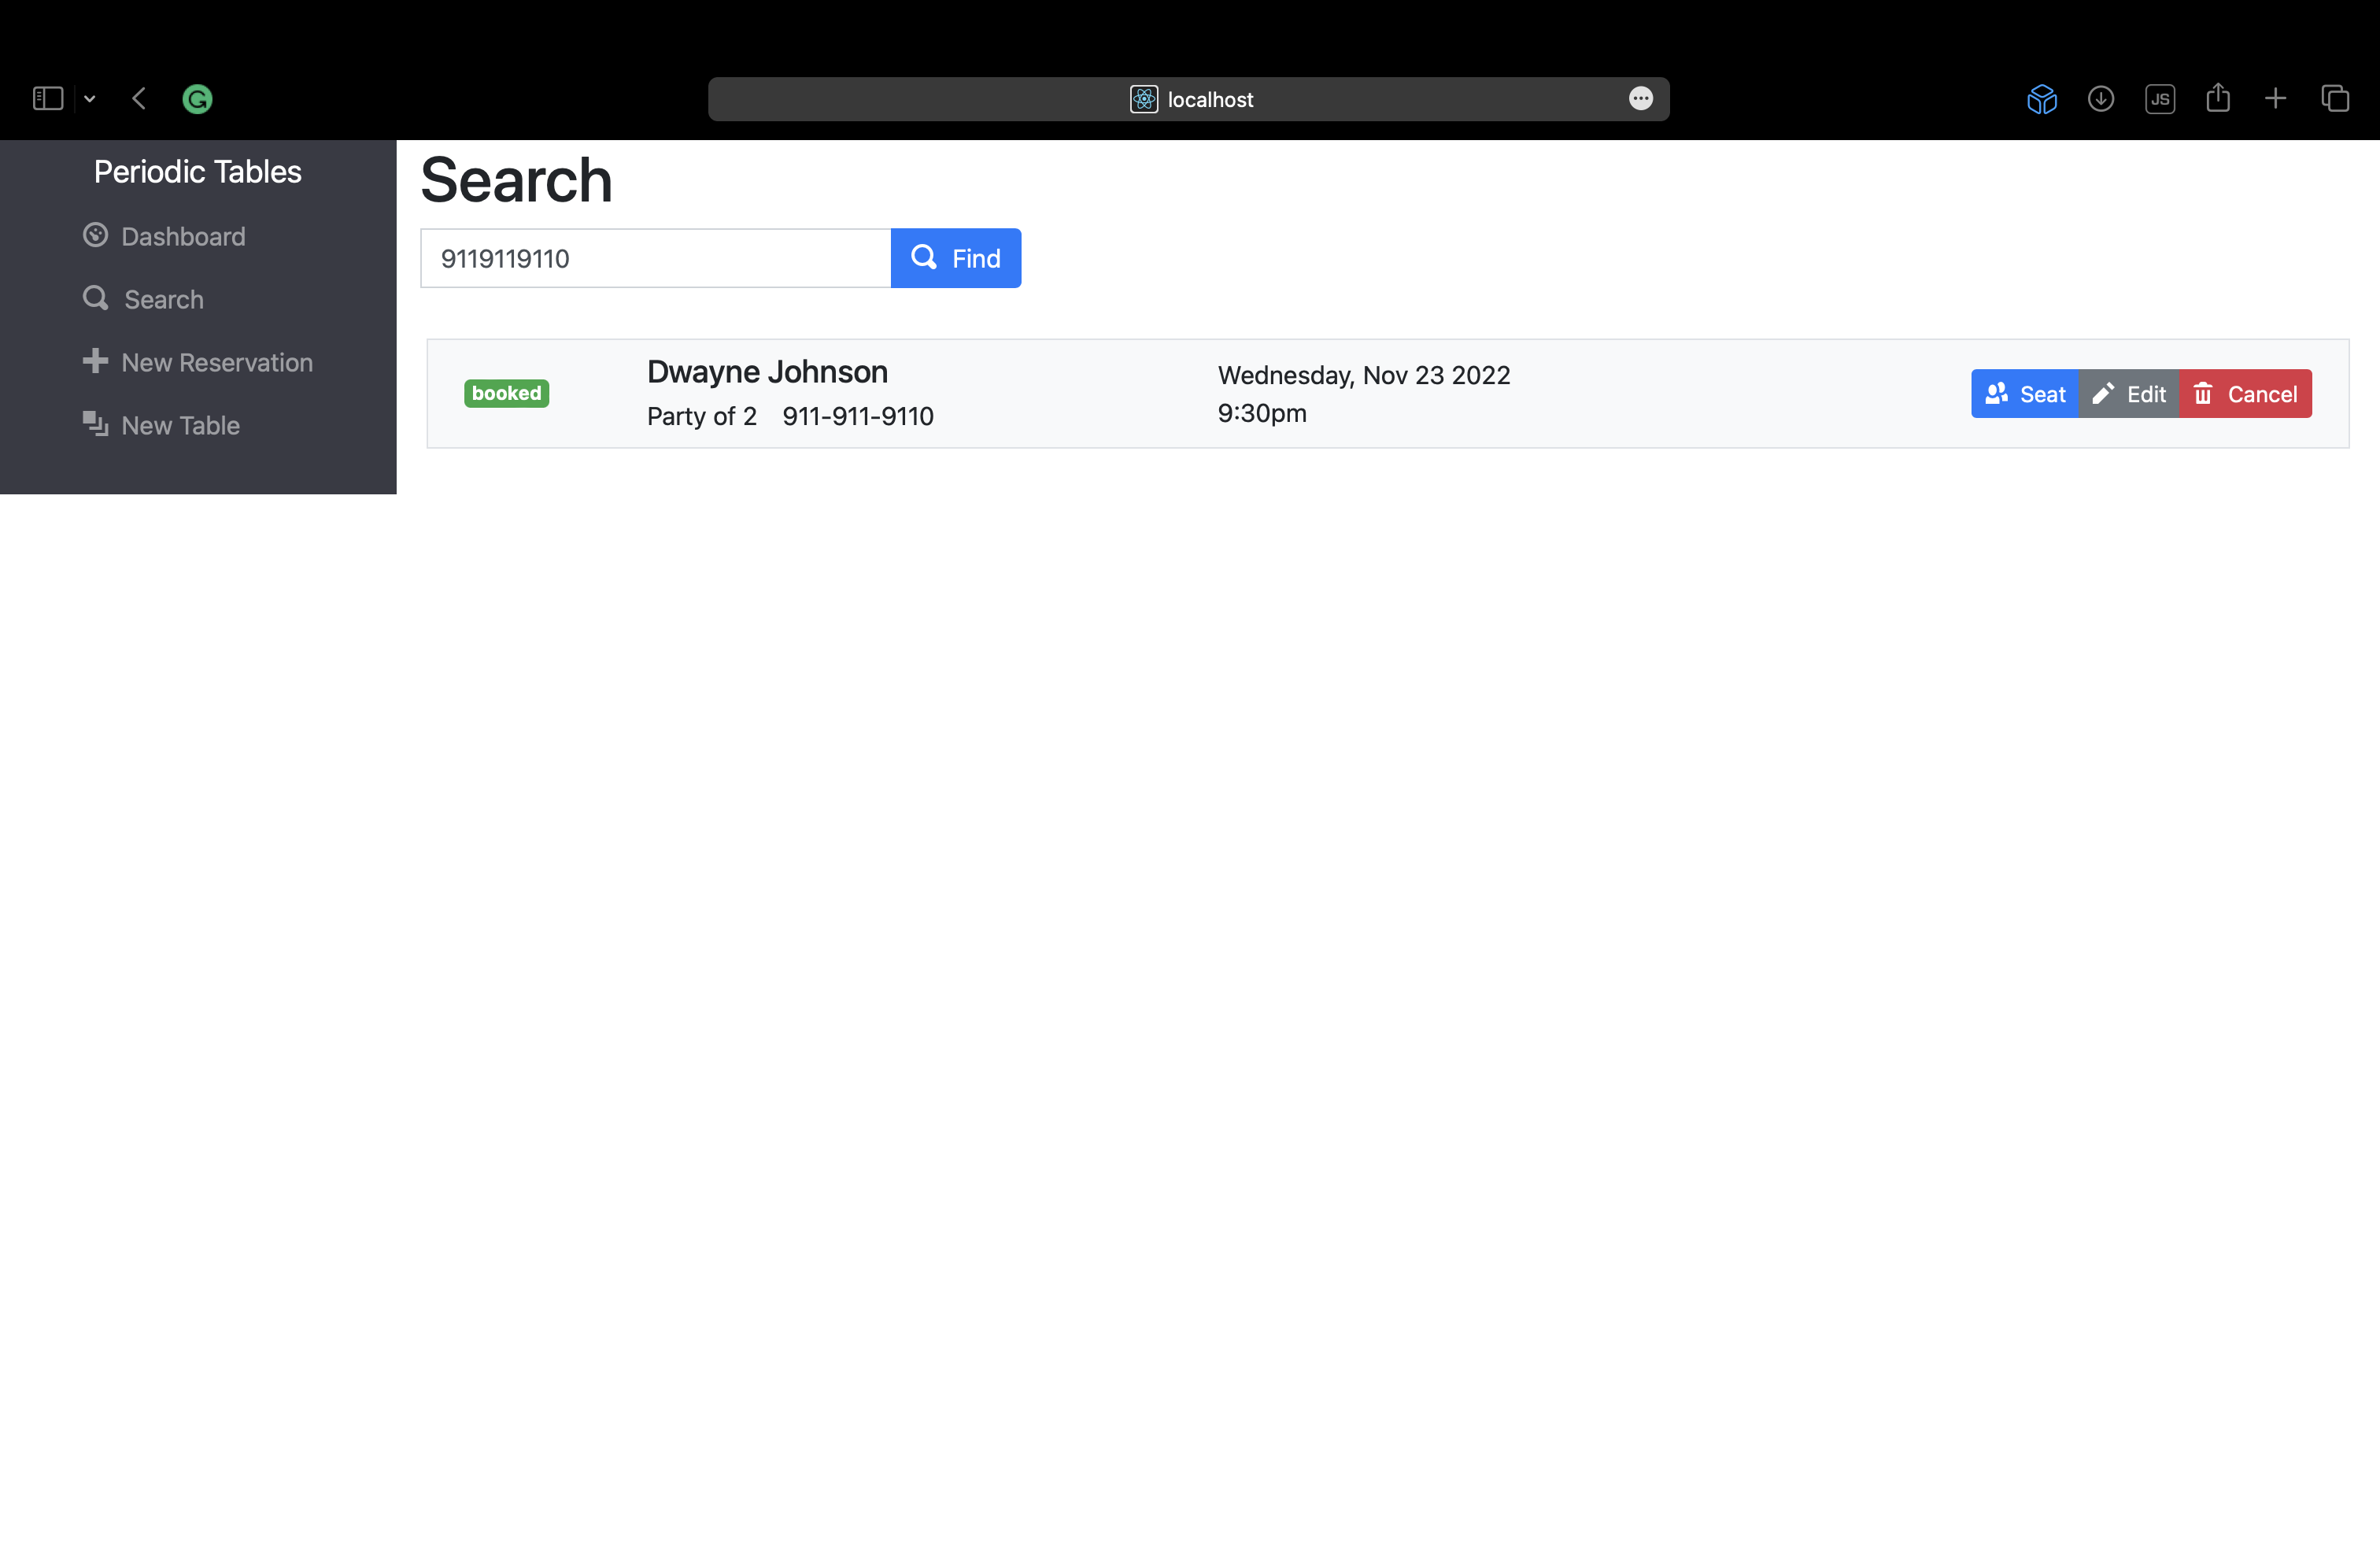 localhost
JS
Periodic Tables
Dashboard
Search
New Reservation
New Table
Search
9119119110
Find
booked
Dwayne Johnson
Party of 2 911-911-9110
Wednesday, Nov 23 2022
9:30pm
Seat Edit Cancel